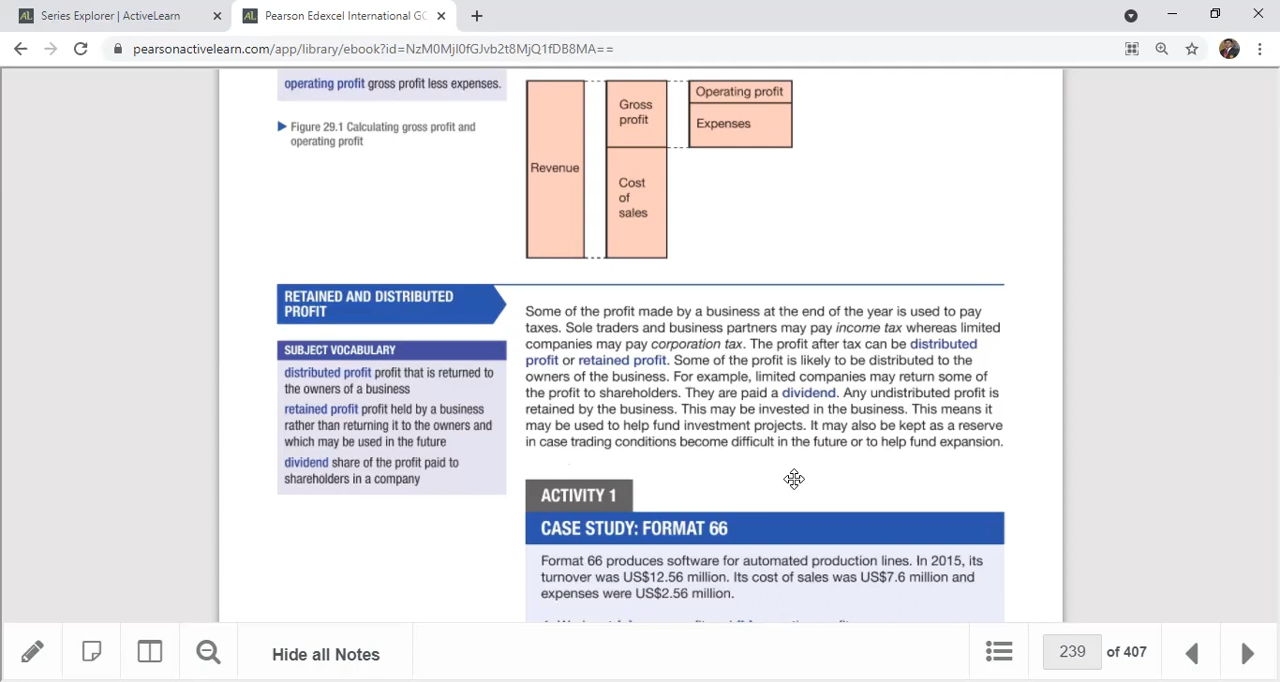 Series Explorer | ActiveLearn
Pearson Edexcel International GC
pearsonactivelearn.com/app/library/ebook?id=NzM0MjI0fGJvb2t8MjQ1fDB8MA==
operating profit gross profit less expenses.
Figure 29.1 Calculating gross profit and
operating profit
Revenue
Gross
profit
Cost
of
sales
Operating profit
Expenses
RETAINED AND DISTRIBUTED
PROFIT
SUBJECT VOCABULARY
distributed profit profit that is returned to
the owners of a business
retained profit profit held by a business
rather than returning it to the owners and
which may be used in the future
dividend share of the profit paid to
shareholders in a company
Some of the profit made by a business at the end of the year is used to pay
taxes. Sole traders and business partners may pay income tax whereas limited
companies may pay corporation tax. The profit after tax can be distributed
profit or retained profit. Some of the profit is likely to be distributed to the
owners of the business. For example, limited companies may return some of
the profit to shareholders. They are paid a dividend. Any undistributed profit is
retained by the business. This may be invested in the business. This means it
may be used to help fund investment projects. It may also be kept as a reserve
in case trading conditions become difficult in the future or to help fund expansion.
ACTIVITY 1
CASE STUDY: FORMAT 66
Format 66 produces software for automated production lines. In 2015, its
turnover was US$12.56 million. Its cost of sales was US$7.6 million and
expenses were US$2.56 million.
Hide all Notes
239 of 407